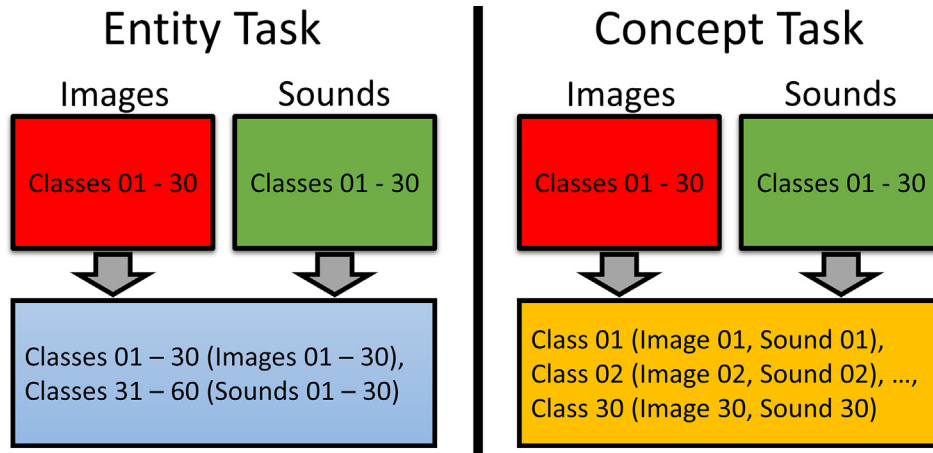 Entity Task
Images
Sounds
Classes 01 - 30
Classes 01 - 30
Classes 01 – 30 (Images 01 – 30),
Classes 31 – 60 (Sounds 01 – 30)
Concept Task
Images
Sounds
Classes 01 - 30
Classes 01 - 30
Class 01 (Image 01, Sound 01),
Class 02 (Image 02, Sound 02), ...,
Class 30 (Image 30, Sound 30)